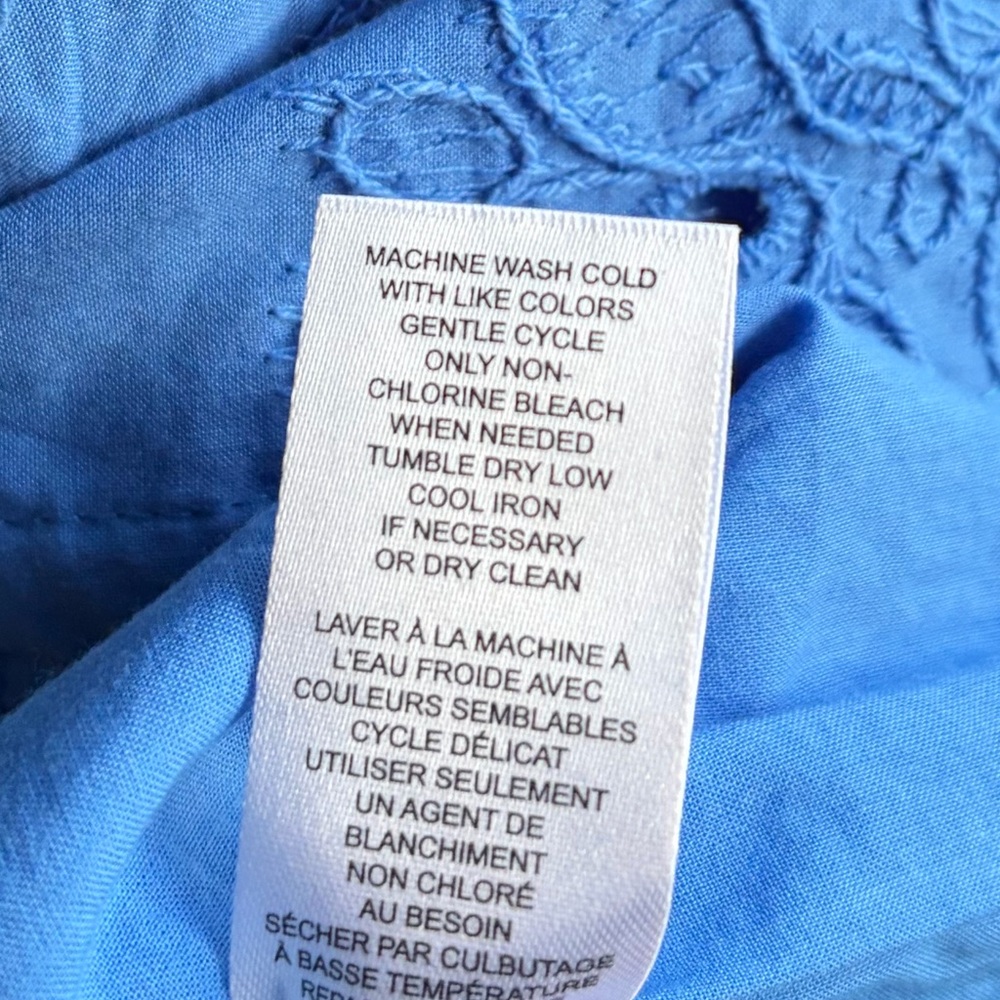 MACHINE WASH COLD
WITH LIKE COLORS
GENTLE CYCLE
ONLY NON-
CHLORINE BLEACH
WHEN NEEDED
TUMBLE DRY LOW
COOL IRON
IF NECESSARY
OR DRY CLEAN
LAVER À LA MACHINE À
L'EAU FROIDE AVEC
COULEURS SEMBLABLES
CYCLE DÉLICAT
UTILISER SEULEMENT
UN AGENT DE
BLANCHIMENT
NON CHLORÉ
AU BESOIN
SÉCHER PAR CULBUTAGE
À BASSE TEMPÉRATURE